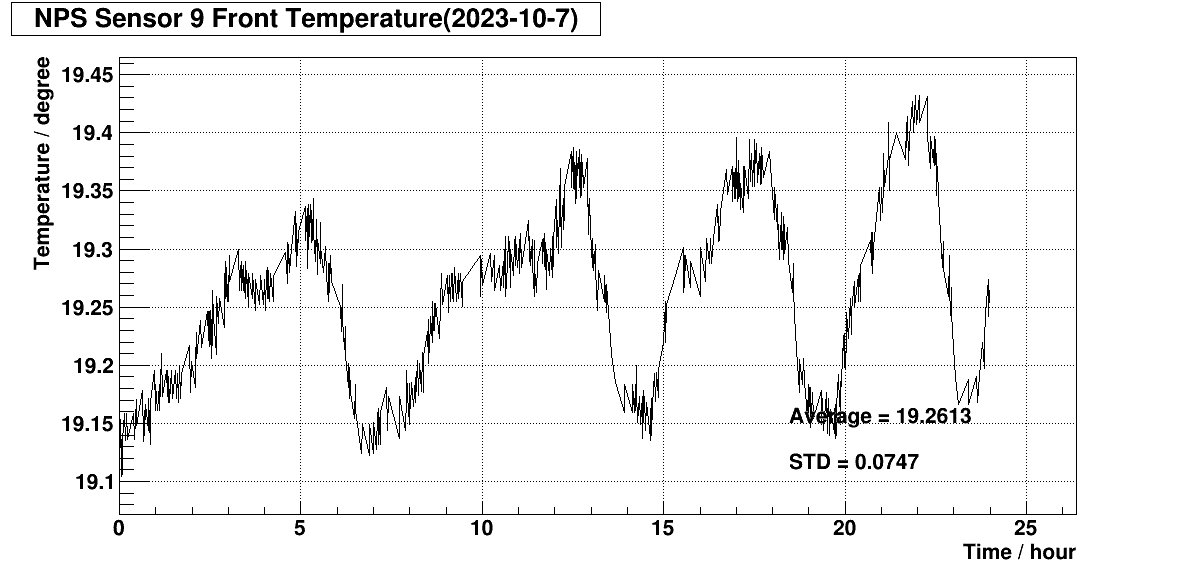 NPS Sensor 9 Front Temperature(2023-10-7)
Temperature / degree
19.45
19.4
19.35
19.3
19.25
19.2
19.15
19.1
Average = 19.2613
STD = 0.0747
0 5 10 15 20 25
Time / hour